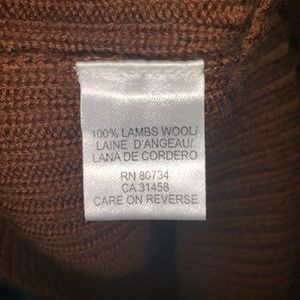 100% LAMBS WOOL/
LAINE D'ANGEAU/
LANA DE CORDERO
RN 80734
CA 31458
CARE ON REVERSE